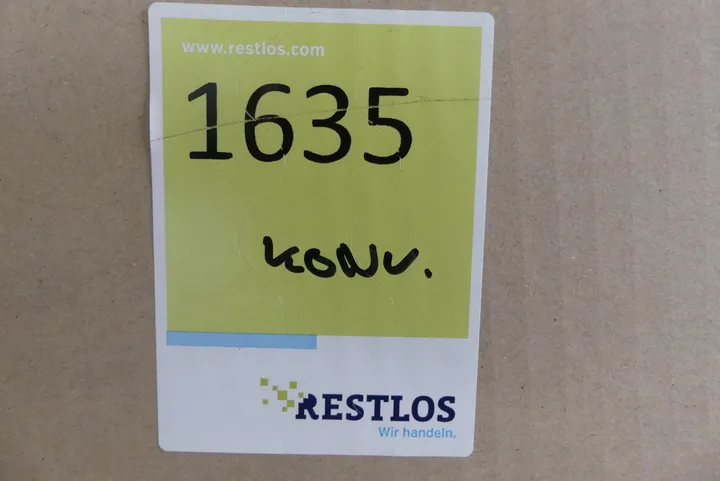 www.restlos.com
1635
KONV.
RESTLOS
Wir handeln.